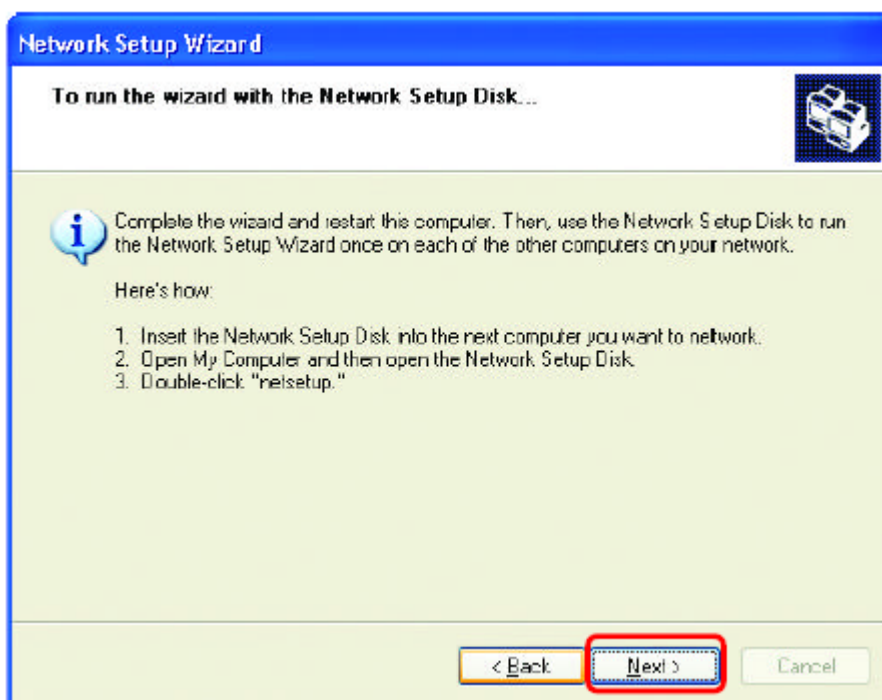 Network Setup Wizard
To run the wizard with the Network Setup Disk...
Complete the wizard and restart this computer. Then, use the Network Setup Disk to run
the Network Setup Wizard once on each of the other computers on your network.
Here's how:
1. Insert the Network Setup Disk into the next computer you want to network.
2. Open My Computer and then open the Network Setup Disk.
3. Double-click "netsetup."
< Back
Next >
Cancel